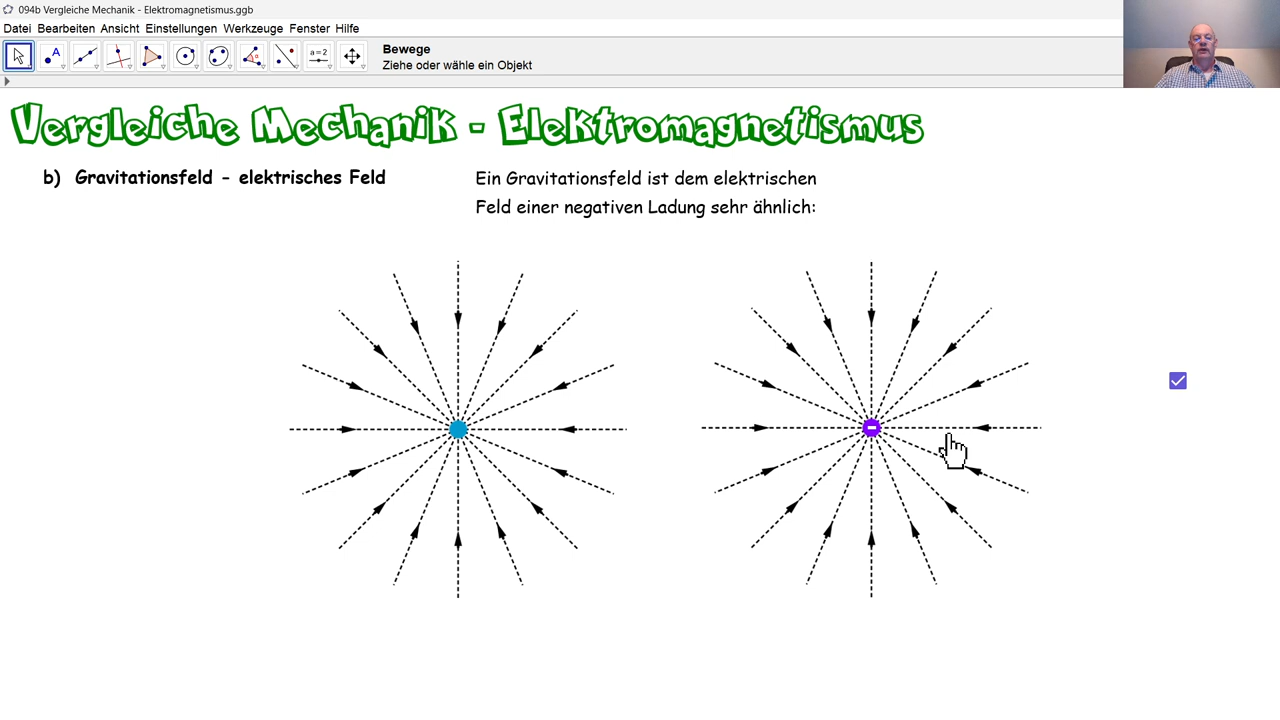 094b Vergleiche Mechanik - Elektromagnetismus.ggb
Datei Bearbeiten Ansicht Einstellungen Werkzeuge Fenster Hilfe
A
a=2
Bewege
Ziehe oder wähle ein Objekt
Vergleiche Mechanik - Elektromagnetismus
b) Gravitationsfeld - elektrisches Feld
Ein Gravitationsfeld ist dem elektrischen
Feld einer negativen Ladung sehr ähnlich:
-